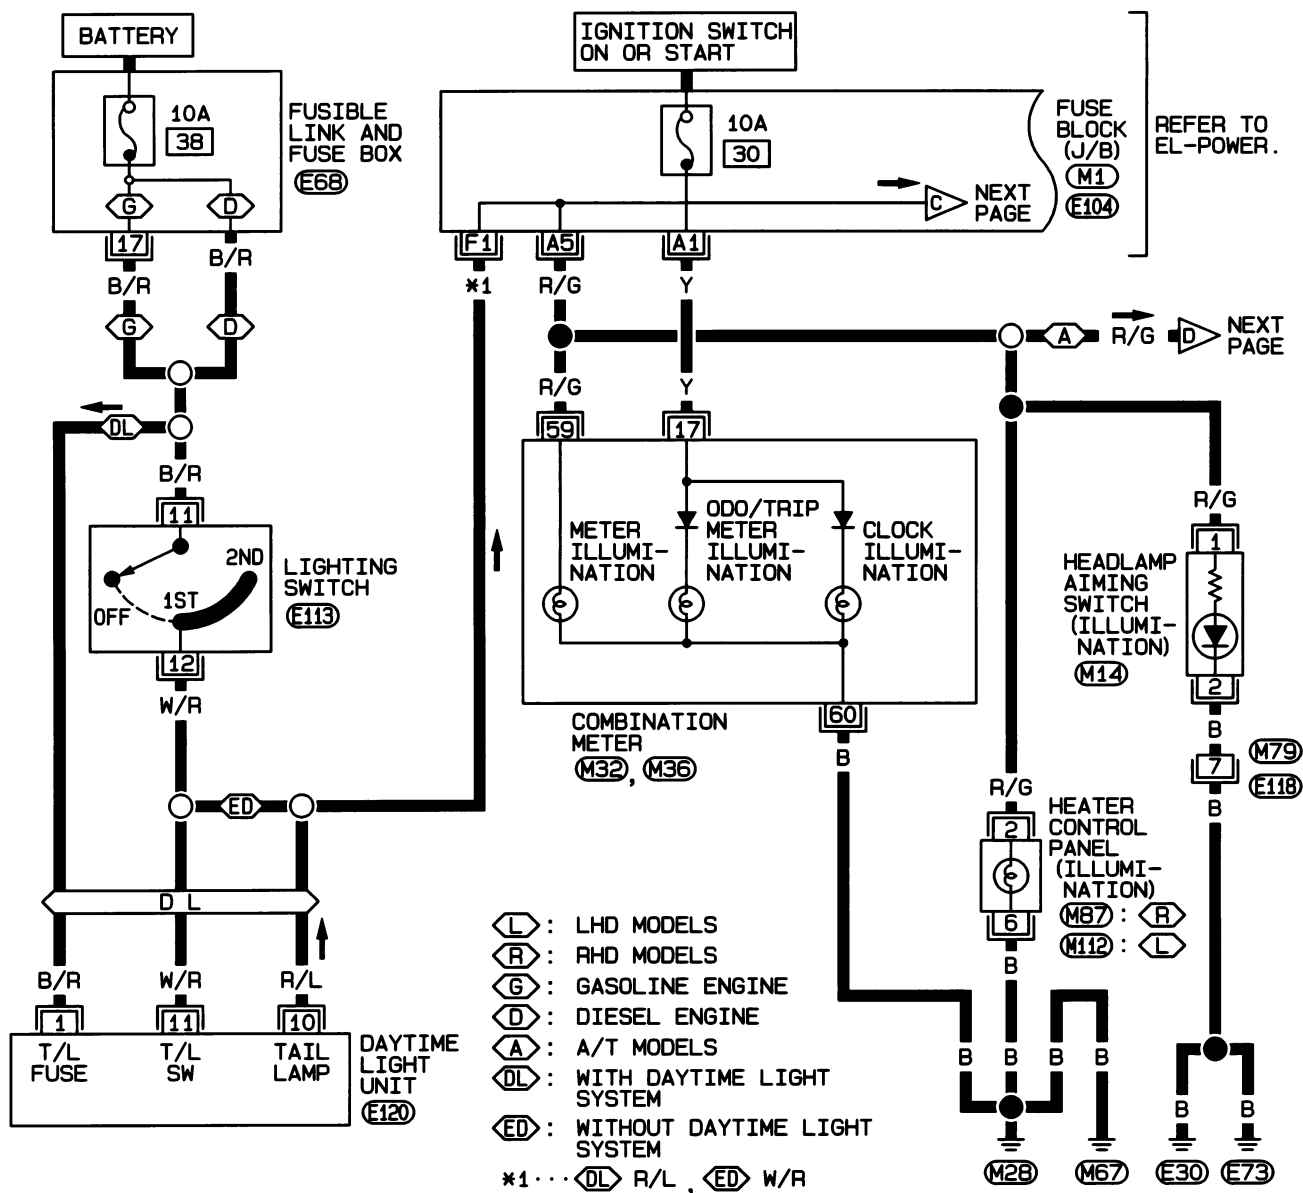 BATTERY
IGNITION SWITCH
ON OR START
10A
38
FUSIBLE
LINK AND
FUSE BOX
E68
G
D
17
B/R
B/R
G
D
10A
30
FUSE
BLOCK
(J/B)
M1
E104
REFER TO
EL-POWER.
C
NEXT
PAGE
F1
A5
A1
*1
R/G
Y
A
R/G
D
NEXT
PAGE
R/G
Y
59
17
DL
B/R
11
2ND
1ST
OFF
LIGHTING
SWITCH
E113
12
W/R
METER
ILLUMI-
NATION
ODO/TRIP
METER
ILLUMI-
NATION
CLOCK
ILLUMI-
NATION
60
B
COMBINATION
METER
M32, M36
R/G
1
HEADLAMP
AIMING
SWITCH
(ILLUMI-
NATION)
M14
2
B
7
M79
E118
B
ED
R/G
2
HEATER
CONTROL
PANEL
(ILLUMI-
NATION)
M87 : R
M112 : L
6
B
DL
B/R
W/R
R/L
1
11
10
T/L
FUSE
T/L
SW
TAIL
LAMP
DAYTIME
LIGHT
UNIT
E120
L : LHD MODELS
R : RHD MODELS
G : GASOLINE ENGINE
D : DIESEL ENGINE
A : A/T MODELS
DL : WITH DAYTIME LIGHT
SYSTEM
ED : WITHOUT DAYTIME LIGHT
SYSTEM
*1··· DL R/L , ED W/R
B
B
B
B
B
B
M28
M67
E30
E73